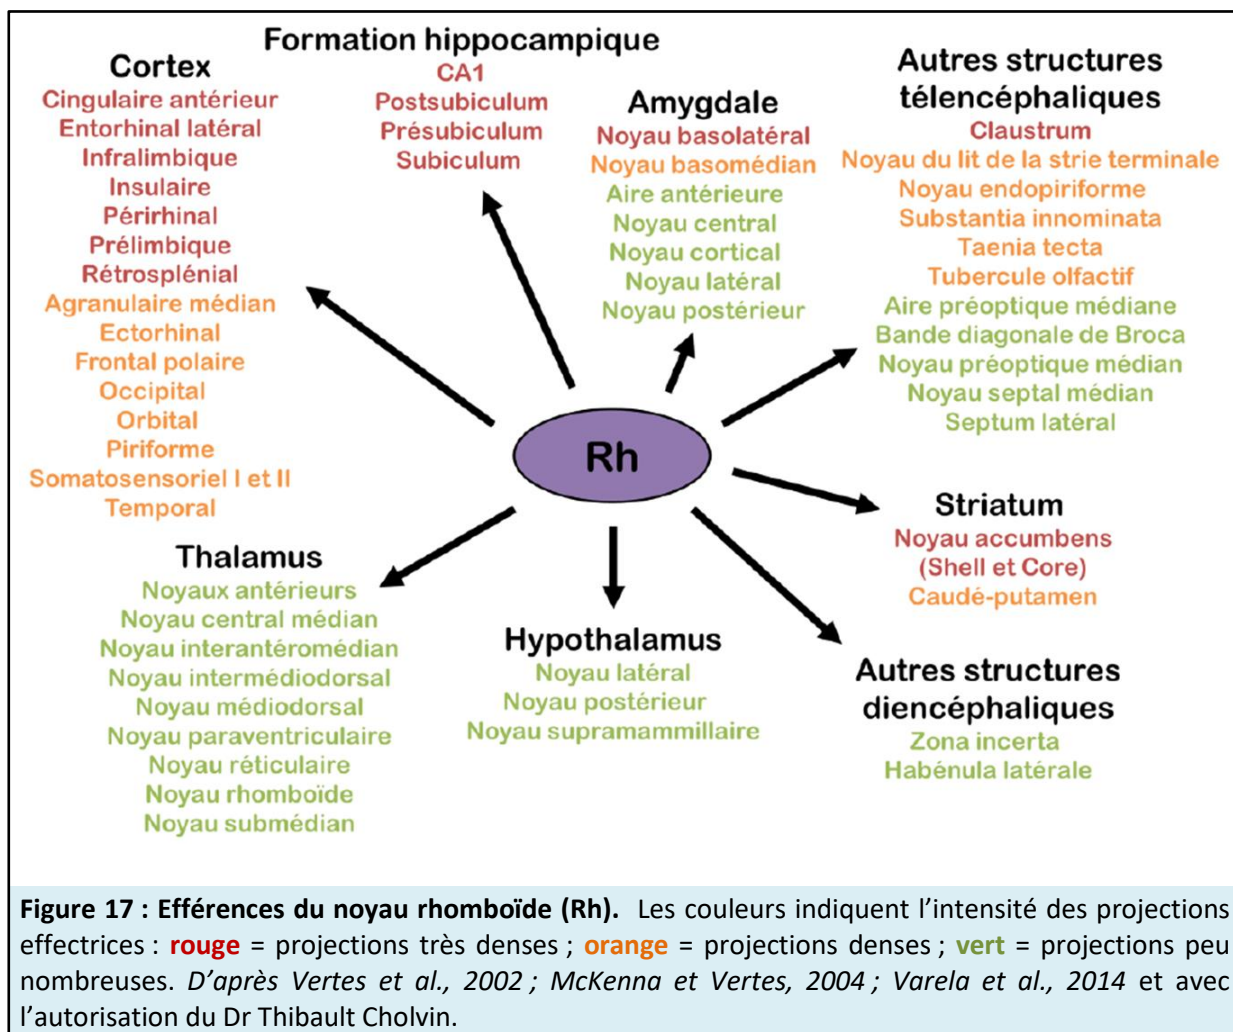 Formation hippocampique
CA1
Postsubiculum
Présubiculum
Subiculum
Cortex
Cingulaire antérieur
Entorhinal latéral
Infralimbique
Insulaire
Périrhinal
Prélimbique
Rétrosplénial
Agranulaire médian
Ectorhinal
Frontal polaire
Occipital
Orbital
Piriforme
Somatosensoriel I et II
Temporal
Amygdale
Noyau basolatéral
Noyau basomédian
Aire antérieure
Noyau central
Noyau cortical
Noyau latéral
Noyau postérieur
Autres structures
télencéphaliques
Claustrum
Noyau du lit de la strie terminale
Noyau endopiriforme
Substantia innominata
Taenia tecta
Tubercule olfactif
Aire préoptique médiane
Bande diagonale de Broca
Noyau préoptique médian
Noyau septal médian
Septum latéral
Rh
Striatum
Noyau accumbens
(Shell et Core)
Caudé-putamen
Thalamus
Noyaux antérieurs
Noyau central médian
Noyau interantéromédian
Noyau intermédiodorsal
Noyau médiodorsal
Noyau paraventriculaire
Noyau réticulaire
Noyau rhomboïde
Noyau submédian
Hypothalamus
Noyau latéral
Noyau postérieur
Noyau supramammillaire
Autres structures
diencéphaliques
Zona incerta
Habénula latérale
Figure 17 : Efférences du noyau rhomboïde (Rh). Les couleurs indiquent l'intensité des projections
effectrices : rouge = projections très denses ; orange = projections denses ; vert = projections peu
nombreuses. D'après Vertes et al., 2002 ; McKenna et Vertes, 2004 ; Varela et al., 2014 et avec
l'autorisation du Dr Thibault Cholvin.